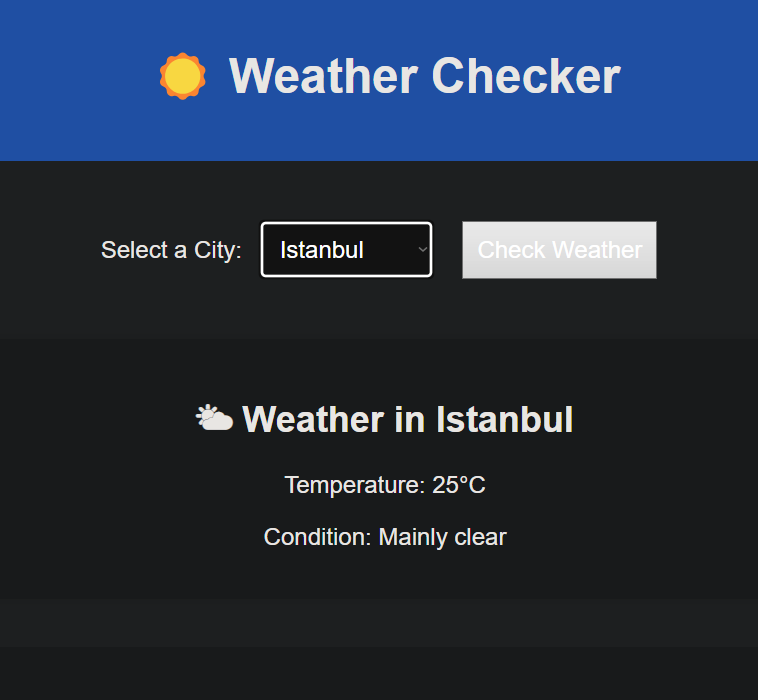 Weather Checker
Select a City: Istanbul Check Weather
Weather in Istanbul
Temperature: 25°C
Condition: Mainly clear